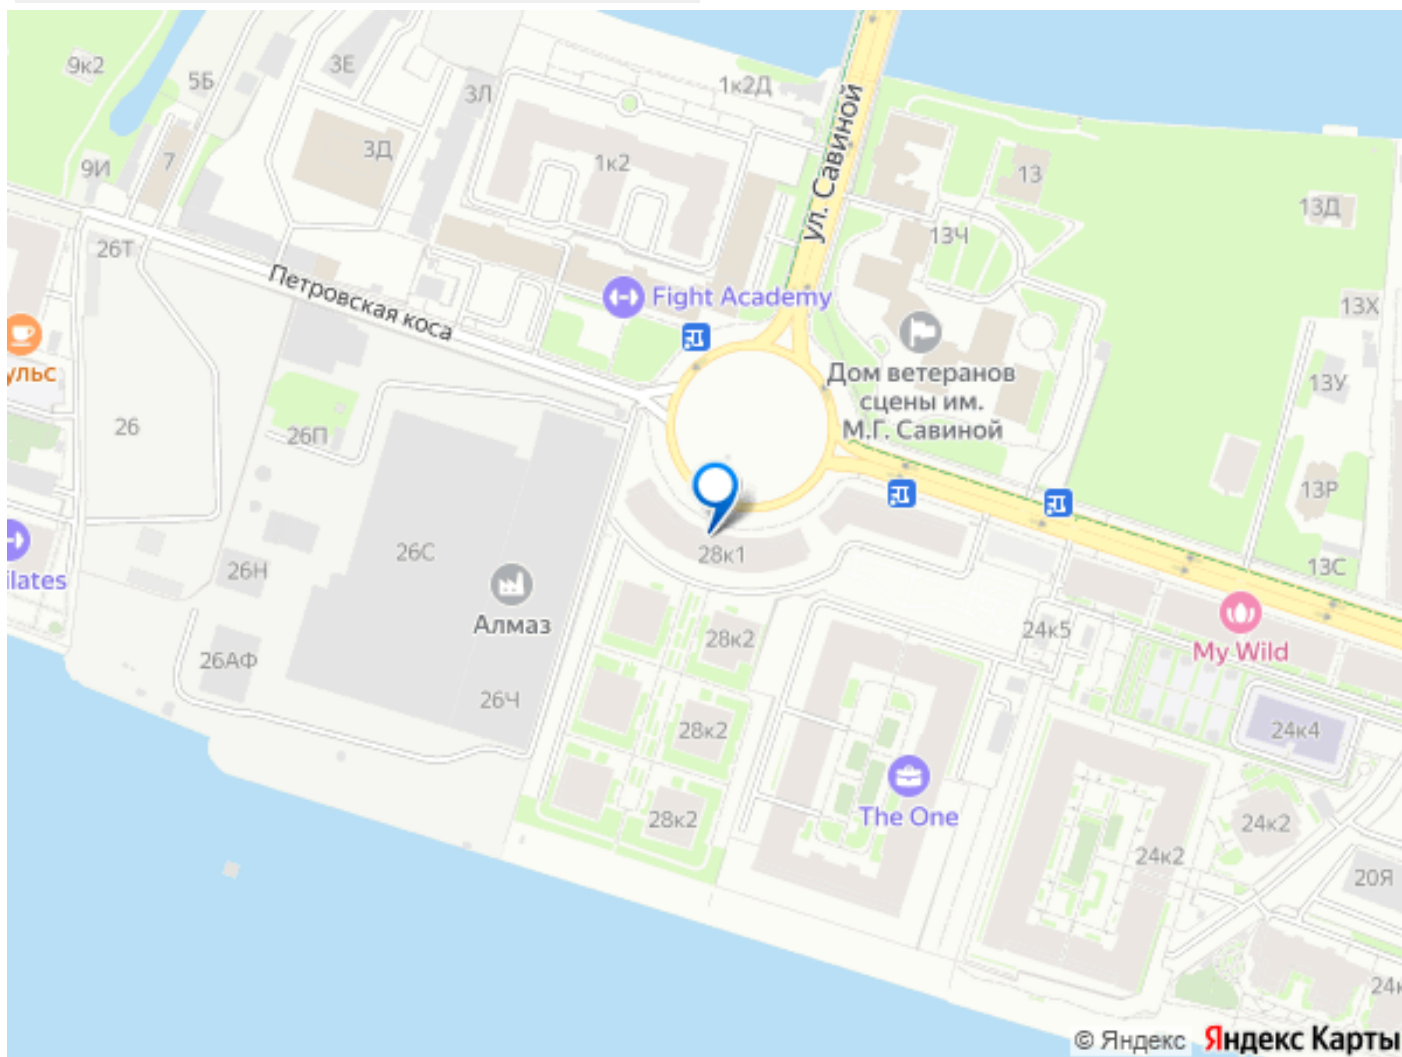 9к2
5Б
3Е
3Л
1к2Д
3Д
9И
7
1к2
ул. Савиной
13
13Д
13Ч
26Т
Петровская коса
Fight Academy
13Х
ульс
Дом ветеранов
сцены им.
М.Г. Савиной
13У
26
26П
13Р
28к1
26С
13С
26Н
ilates
Алмаз
24к5
My Wild
28к2
26АФ
26Ч
28к2
24к4
The One
28к2
24к2
24к2
20Я
24к
© Яндекс Яндекс Карты